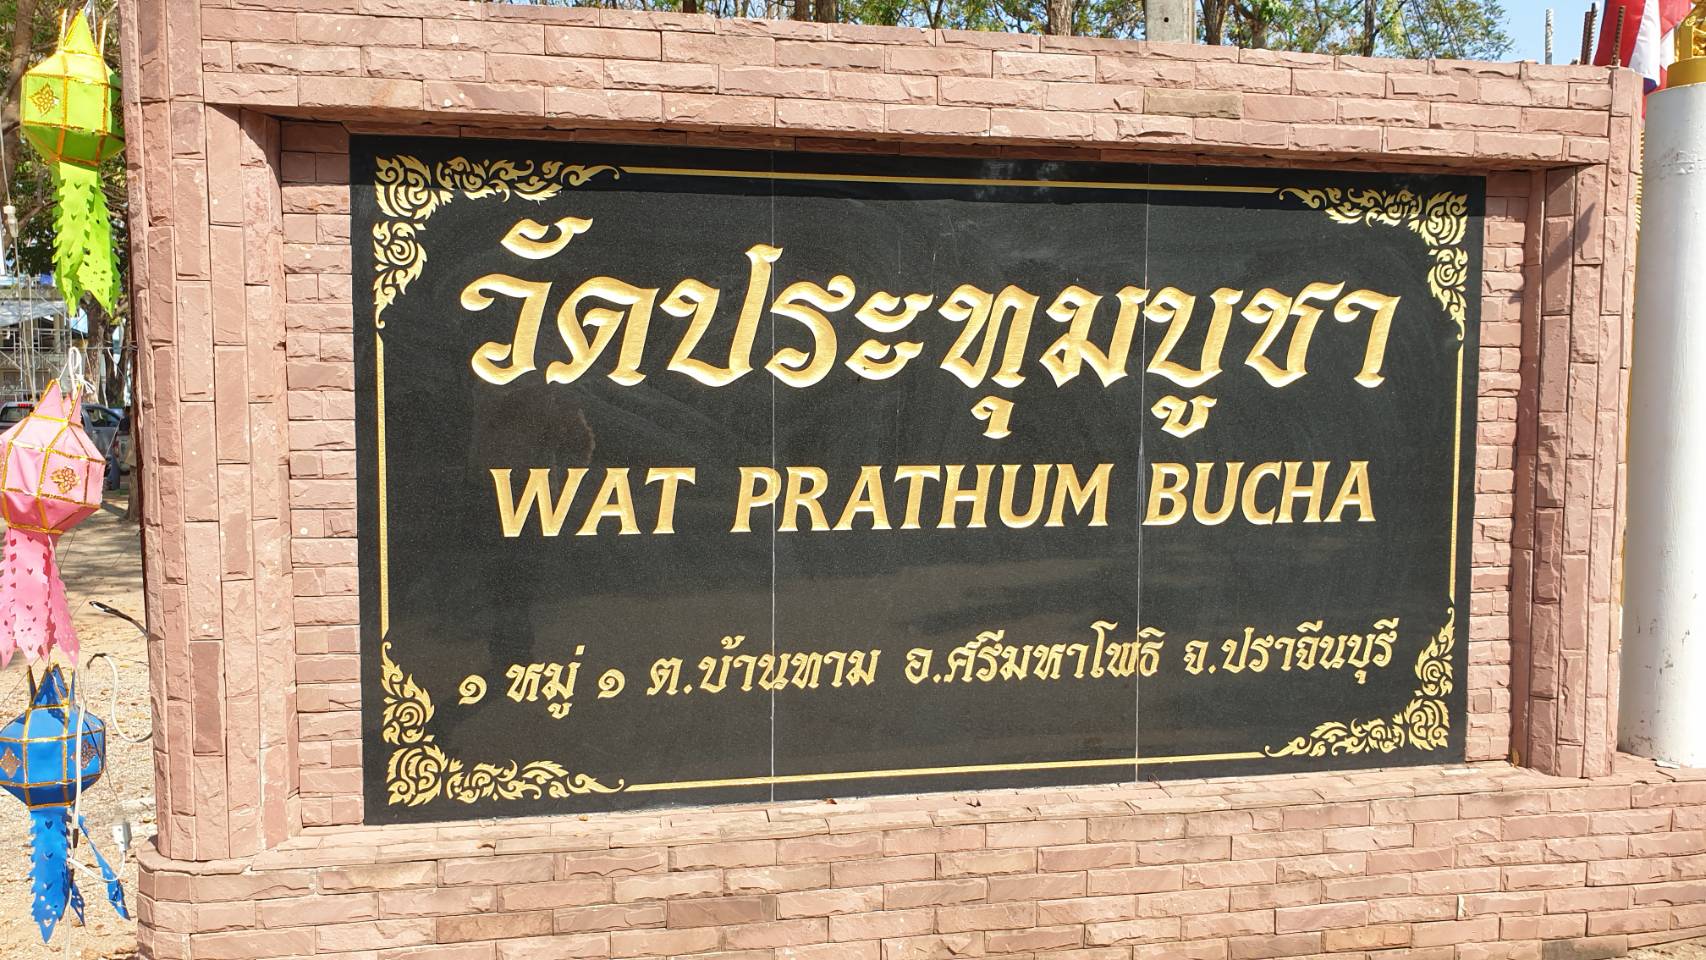 วัดประทุมบูชา
WAT PRATHUM BUCHA
๑ หมู่ ๑ ต.บ้านทาม อ.ศรีมหาโพธิ จ.ปราจีนบุรี